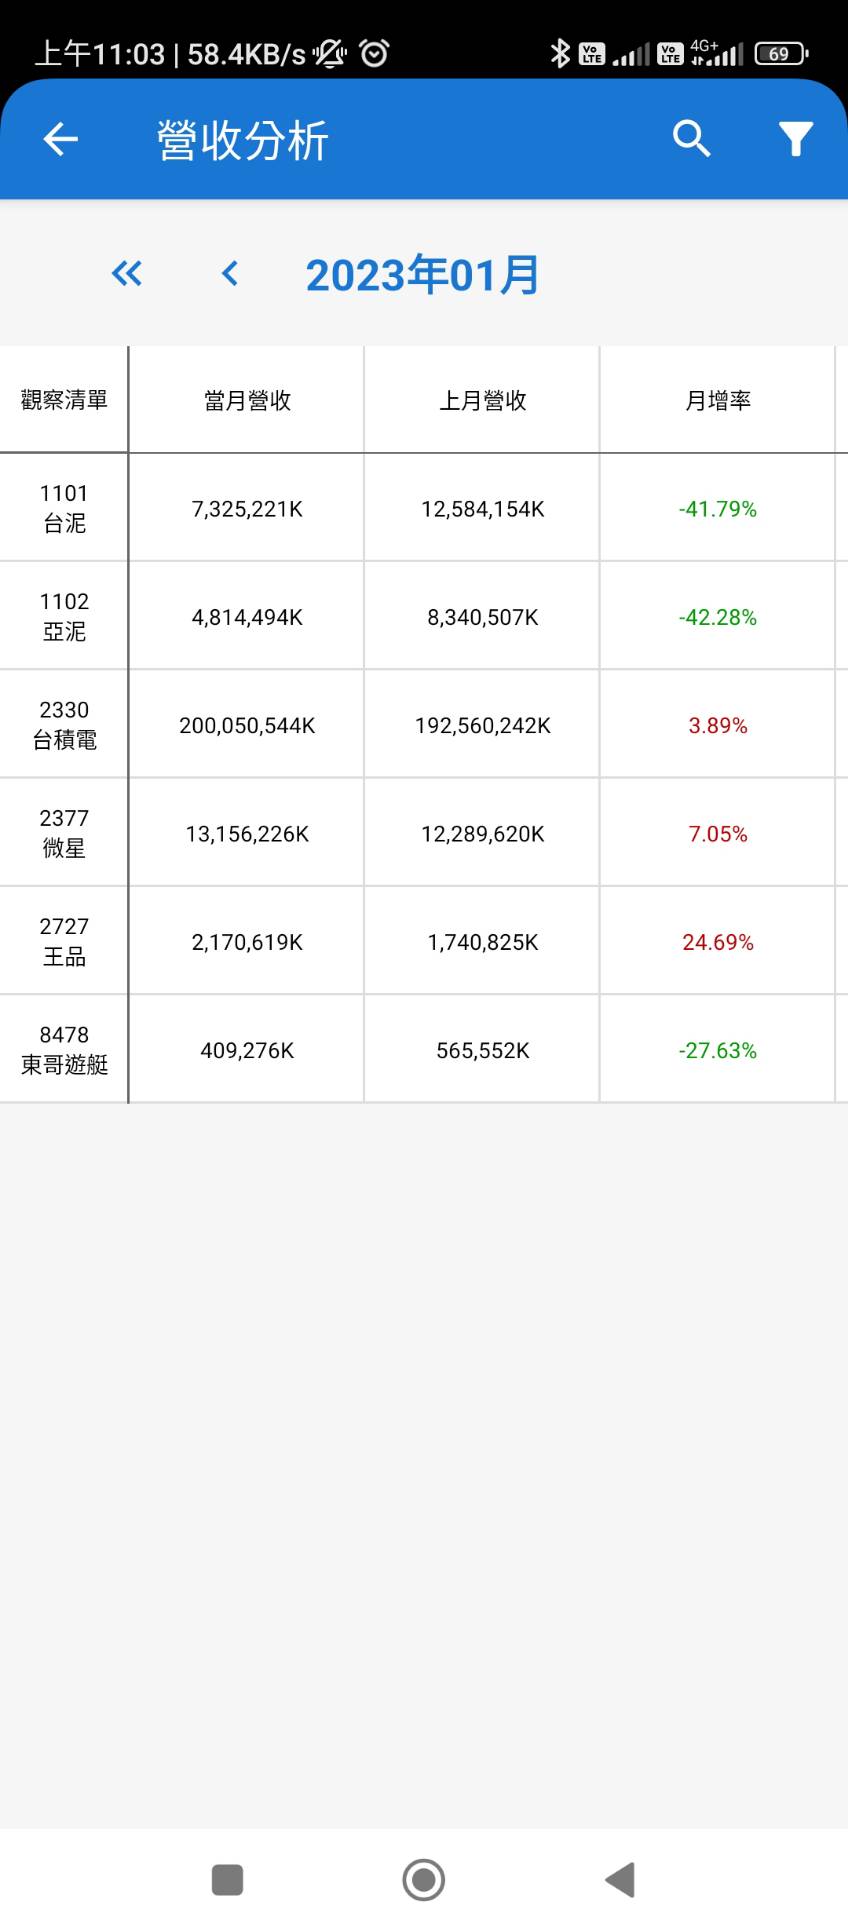 上午11:03 | 58.4KB/s
Vo LTE
Vo LTE
4G+
69
營收分析
2023年01月
觀察清單 當月營收 上月營收 月增率
1101
台泥
7,325,221K 12,584,154K -41.79%
1102
亞泥
4,814,494K 8,340,507K -42.28%
2330
台積電
200,050,544K 192,560,242K 3.89%
2377
微星
13,156,226K 12,289,620K 7.05%
2727
王品
2,170,619K 1,740,825K 24.69%
8478
東哥遊艇
409,276K 565,552K -27.63%